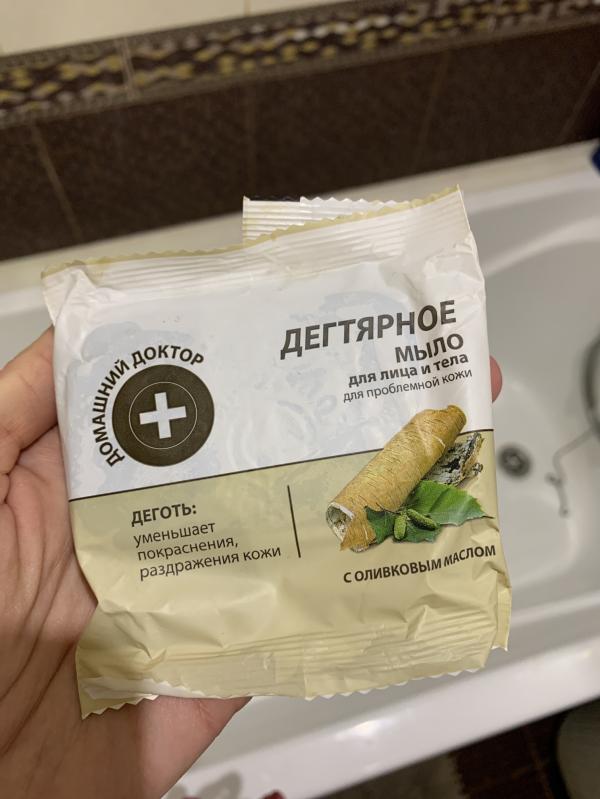 ДОМАШНИЙ ДОКТОР
ДЕГТЯРНОЕ
МЫЛО
для лица и тела
для проблемной кожи
ДЕГОТЬ:
уменьшает
покраснения,
раздражения кожи
С ОЛИВКОВЫМ МАСЛОМ